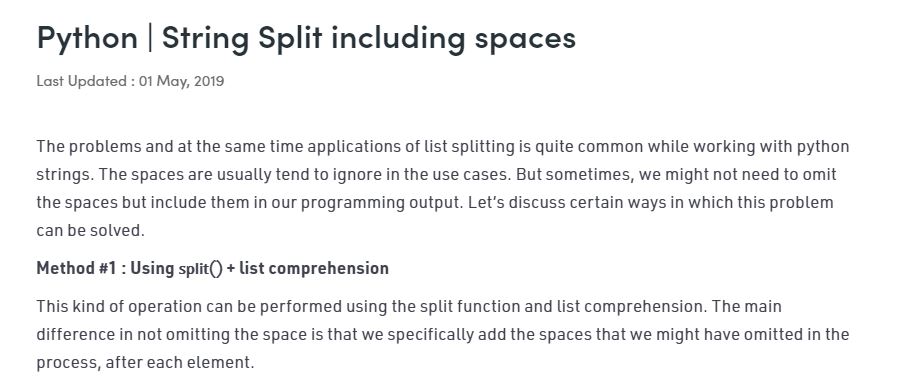 Python | String Split including spaces
Last Updated : 01 May, 2019
The problems and at the same time applications of list splitting is quite common while working with python
strings. The spaces are usually tend to ignore in the use cases. But sometimes, we might not need to omit
the spaces but include them in our programming output. Let’s discuss certain ways in which this problem
can be solved.
Method #1 : Using split() + list comprehension
This kind of operation can be performed using the split function and list comprehension. The main
difference in not omitting the space is that we specifically add the spaces that we might have omitted in the
process, after each element.